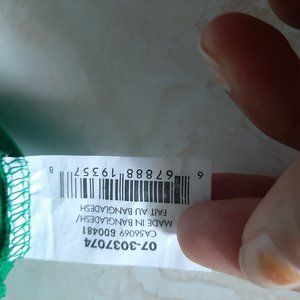 07-3037074
CA56069 600481
MADE IN BANGLADESH/
FAIT AU BANGLADESH
6 67888 19357 8